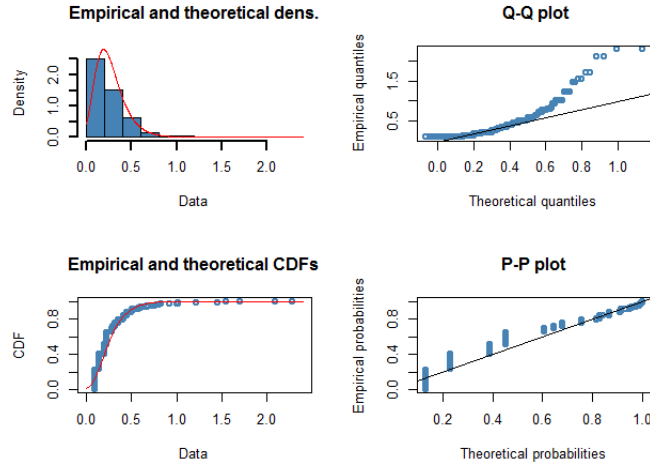 Empirical and theoretical dens.
Density
0.0 1.0 2.0
0.0 0.5 1.0 1.5 2.0
Data
Q-Q plot
Empirical quantiles
0.5 1.5
0.0 0.2 0.4 0.6 0.8 1.0
Theoretical quantiles
Empirical and theoretical CDFs
CDF
0.0 0.4 0.8
0.0 0.5 1.0 1.5 2.0
Data
P-P plot
Empirical probabilities
0.0 0.4 0.8
0.2 0.4 0.6 0.8 1.0
Theoretical probabilities